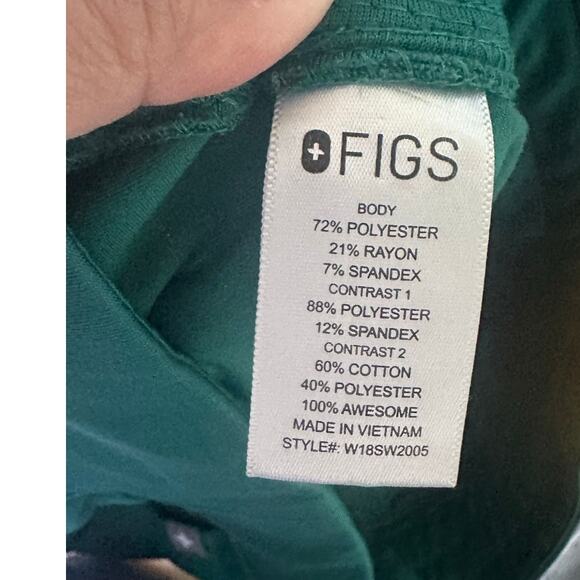 FIGS
BODY
72% POLYESTER
21% RAYON
7% SPANDEX
CONTRAST 1
88% POLYESTER
12% SPANDEX
CONTRAST 2
60% COTTON
40% POLYESTER
100% AWESOME
MADE IN VIETNAM
STYLE#: W18SW2005